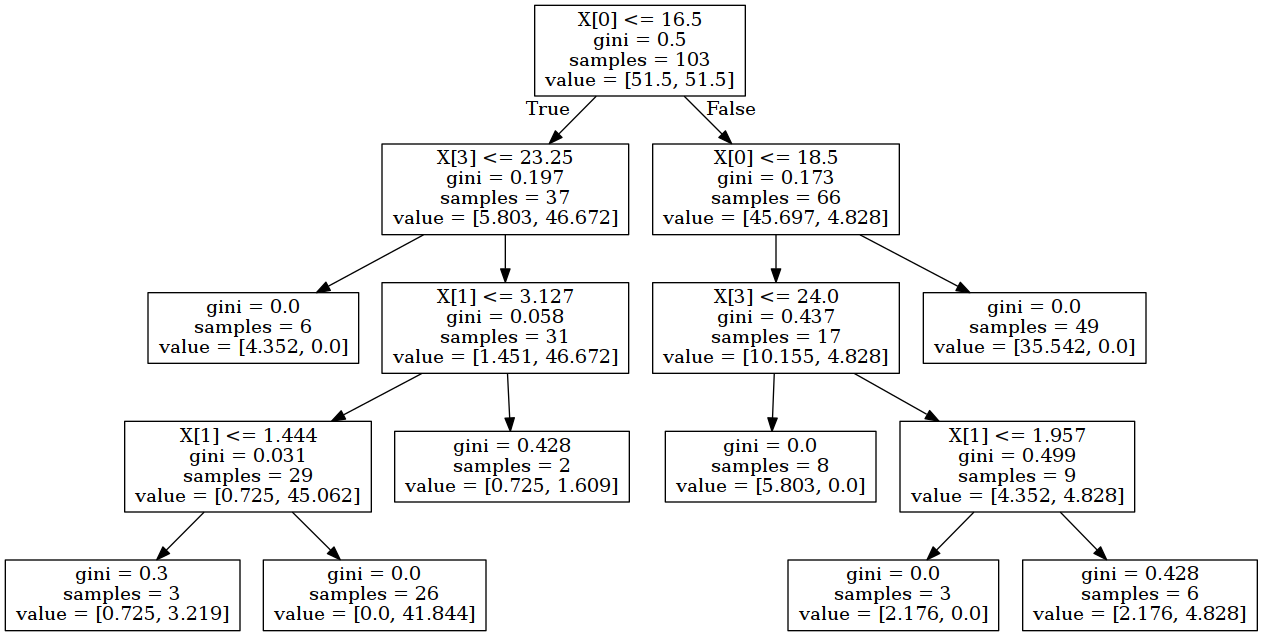 X[0] <= 16.5
gini = 0.5
samples = 103
value = [51.5, 51.5]
True
False
X[3] <= 23.25
gini = 0.197
samples = 37
value = [5.803, 46.672]
X[0] <= 18.5
gini = 0.173
samples = 66
value = [45.697, 4.828]
gini = 0.0
samples = 6
value = [4.352, 0.0]
X[1] <= 3.127
gini = 0.058
samples = 31
value = [1.451, 46.672]
X[3] <= 24.0
gini = 0.437
samples = 17
value = [10.155, 4.828]
gini = 0.0
samples = 49
value = [35.542, 0.0]
X[1] <= 1.444
gini = 0.031
samples = 29
value = [0.725, 45.062]
gini = 0.428
samples = 2
value = [0.725, 1.609]
gini = 0.0
samples = 8
value = [5.803, 0.0]
X[1] <= 1.957
gini = 0.499
samples = 9
value = [4.352, 4.828]
gini = 0.3
samples = 3
value = [0.725, 3.219]
gini = 0.0
samples = 26
value = [0.0, 41.844]
gini = 0.0
samples = 3
value = [2.176, 0.0]
gini = 0.428
samples = 6
value = [2.176, 4.828]